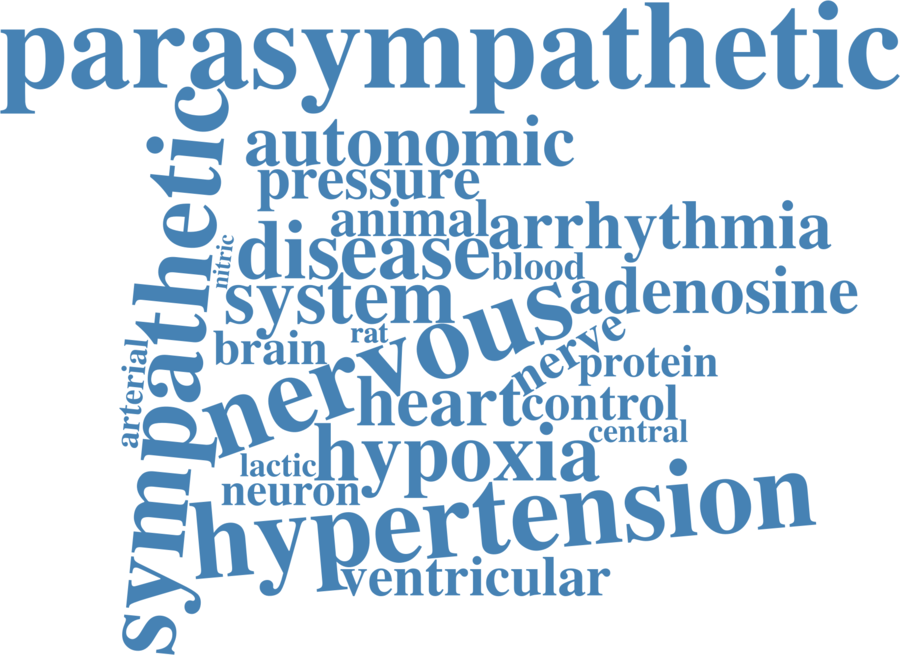 parasympathetic
sympathetic
autonomic
pressure
animal
arrhythmia
nitric
disease
blood
system
adenosine
nervous
rat
brain
nerve
protein
arterial
heart
control
central
hypoxia
lactic
neuron
hypertension
ventricular